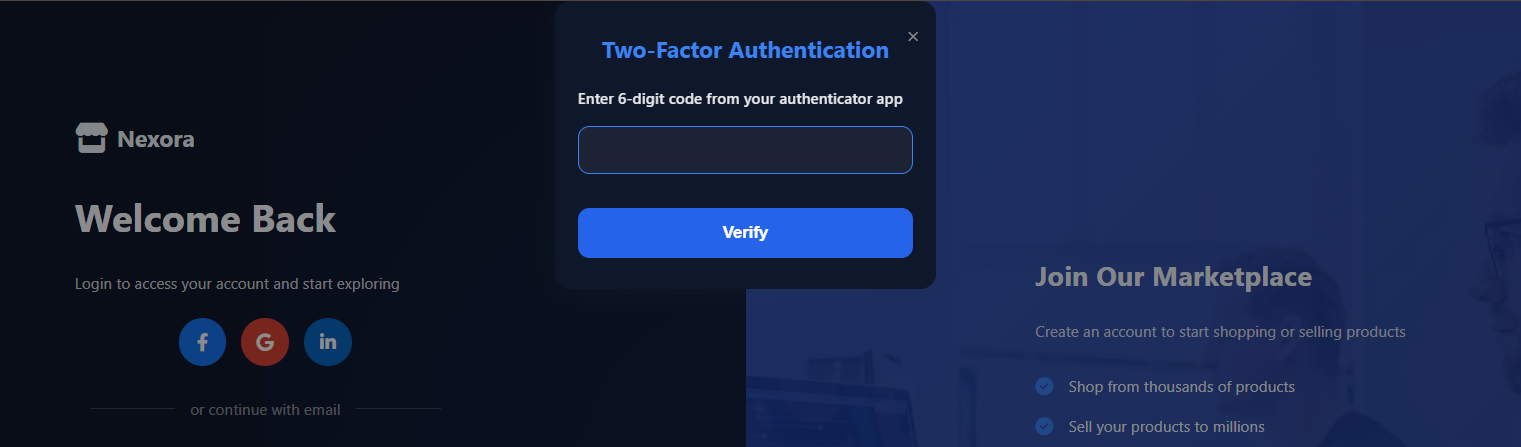 Two-Factor Authentication
×
Enter 6-digit code from your authenticator app
Verify
Nexora
Welcome Back
Login to access your account and start exploring
or continue with email
Join Our Marketplace
Create an account to start shopping or selling products
Shop from thousands of products
Sell your products to millions